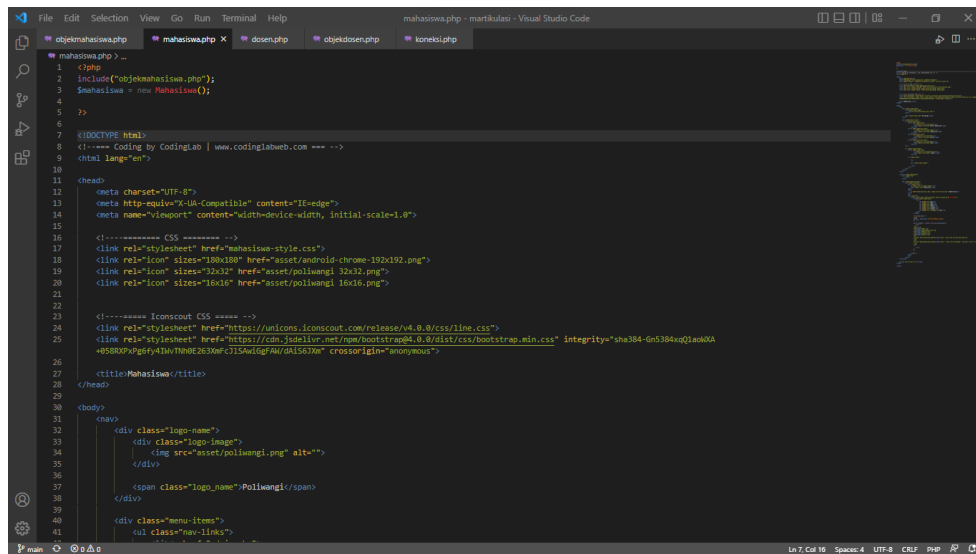 File Edit Selection View Go Run Terminal Help mahasiswa.php - martikulasi - Visual Studio Code
objekmahasiswa.php mahasiswa.php × dosen.php objekdosen.php koneksi.php
mahasiswa.php > ...
1 <?php
2 include("objekmahasiswa.php");
3 $mahasiswa = new Mahasiswa();
4
5 ?>
6
7 <!DOCTYPE html>
8 <!--=== Coding by CodingLab | www.codinglabweb.com === -->
9 <html lang="en">
10
11 <head>
12 <meta charset="UTF-8">
13 <meta http-equiv="X-UA-Compatible" content="IE=edge">
14 <meta name="viewport" content="width=device-width, initial-scale=1.0">
15
16 <!----======== CSS ======== -->
17 <link rel="stylesheet" href="mahasiswa-style.css">
18 <link rel="icon" sizes="180x180" href="asset/android-chrome-192x192.png">
19 <link rel="icon" sizes="32x32" href="asset/poliwangi 32x32.png">
20 <link rel="icon" sizes="16x16" href="asset/poliwangi 16x16.png">
21
22
23 <!----===== Iconscout CSS ===== -->
24 <link rel="stylesheet" href="https://unicons.iconscout.com/release/v4.0.0/css/line.css">
25 <link rel="stylesheet" href="https://cdn.jsdelivr.net/npm/bootstrap@4.0.0/dist/css/bootstrap.min.css" integrity="sha384-Gn5384xqQ1aoWXA
+058RXPxPg6fy4IWvTNh0E263XmFcJlSAwiGgFAW/dAiS6JXm" crossorigin="anonymous">
26
27 <title>Mahasiswa</title>
28 </head>
29
30 <body>
31 <nav>
32 <div class="logo-name">
33 <div class="logo-image">
34 <img src="asset/poliwangi.png" alt="">
35 </div>
36
37 <span class="logo_name">Poliwangi</span>
38 </div>
39
40 <div class="menu-items">
41 <ul class="nav-links">
main 0 0 Ln 7, Col 16 Spaces: 4 UTF-8 CRLF PHP